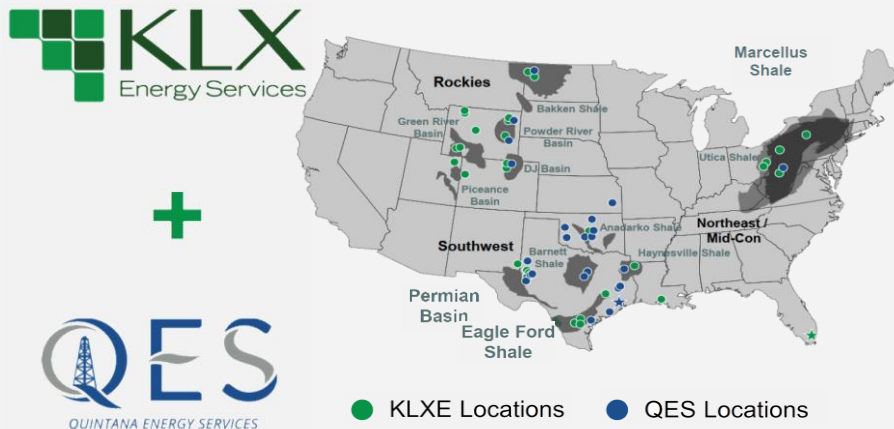 KLX
Energy Services
+
QES
QUINTANA ENERGY SERVICES
Marcellus
Shale
Rockies
Bakken Shale
Green River
Basin
Powder River
Basin
Utica Shale
DJ Basin
Piceance
Basin
Anadarko Shale
Northeast /
Mid-Con
Southwest
Barnett
Shale
Haynesville Shale
Permian
Basin
Eagle Ford
Shale
KLXE Locations
QES Locations